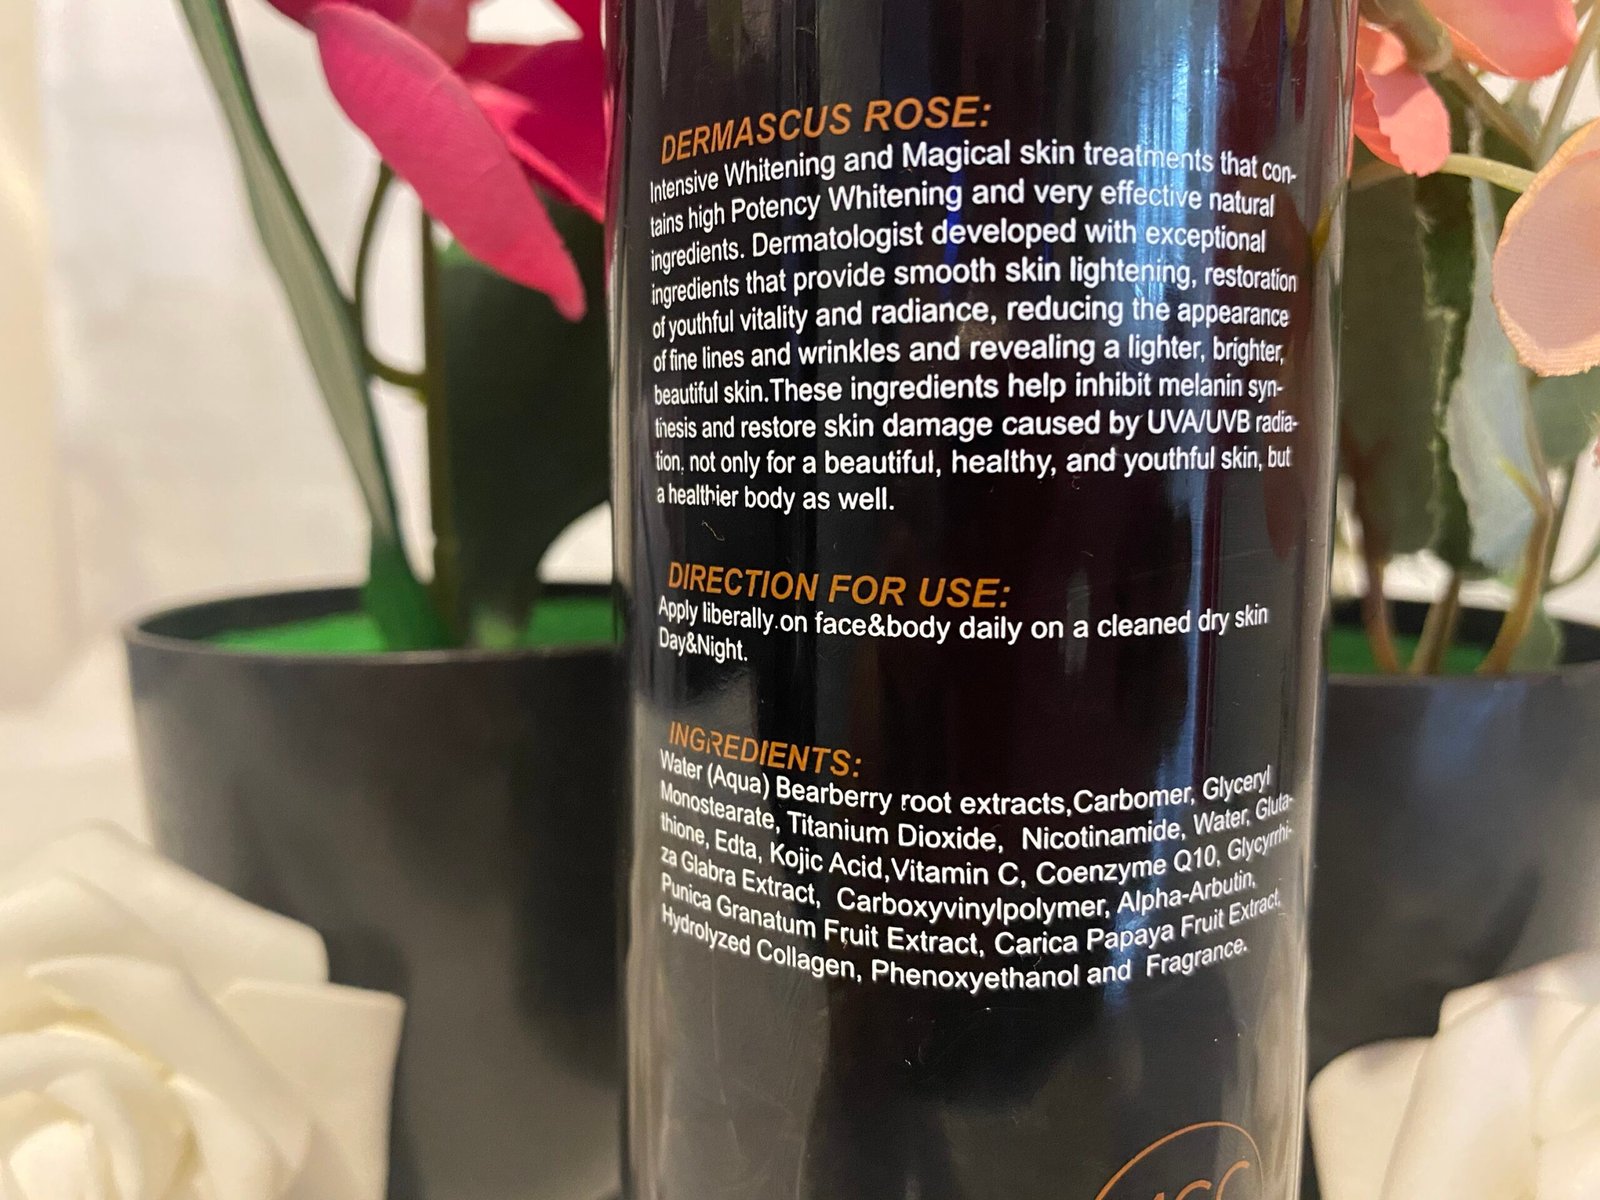 DERMASCUS ROSE:
Intensive Whitening and Magical skin treatments that con-
tains high Potency Whitening and very effective natural
ingredients. Dermatologist developed with exceptional
ingredients that provide smooth skin lightening, restoration
of youthful vitality and radiance, reducing the appearance
of fine lines and wrinkles and revealing a lighter, brighter,
beautiful skin.These ingredients help inhibit melanin syn-
thesis and restore skin damage caused by UVA/UVB radia-
tion, not only for a beautiful, healthy, and youthful skin, but
a healthier body as well.
DIRECTION FOR USE:
Apply liberally.on face&body daily on a cleaned dry skin
Day&Night.
INGREDIENTS:
Water (Aqua) Bearberry root extracts,Carbomer, Glyceryl
Monostearate, Titanium Dioxide, Nicotinamide, Water, Gluta-
thione, Edta, Kojic Acid,Vitamin C, Coenzyme Q10, Glycyrrhi-
za Glabra Extract, Carboxyvinylpolymer, Alpha-Arbutin,
Punica Granatum Fruit Extract, Carica Papaya Fruit Extract,
Hydrolyzed Collagen, Phenoxyethanol and Fragrance.